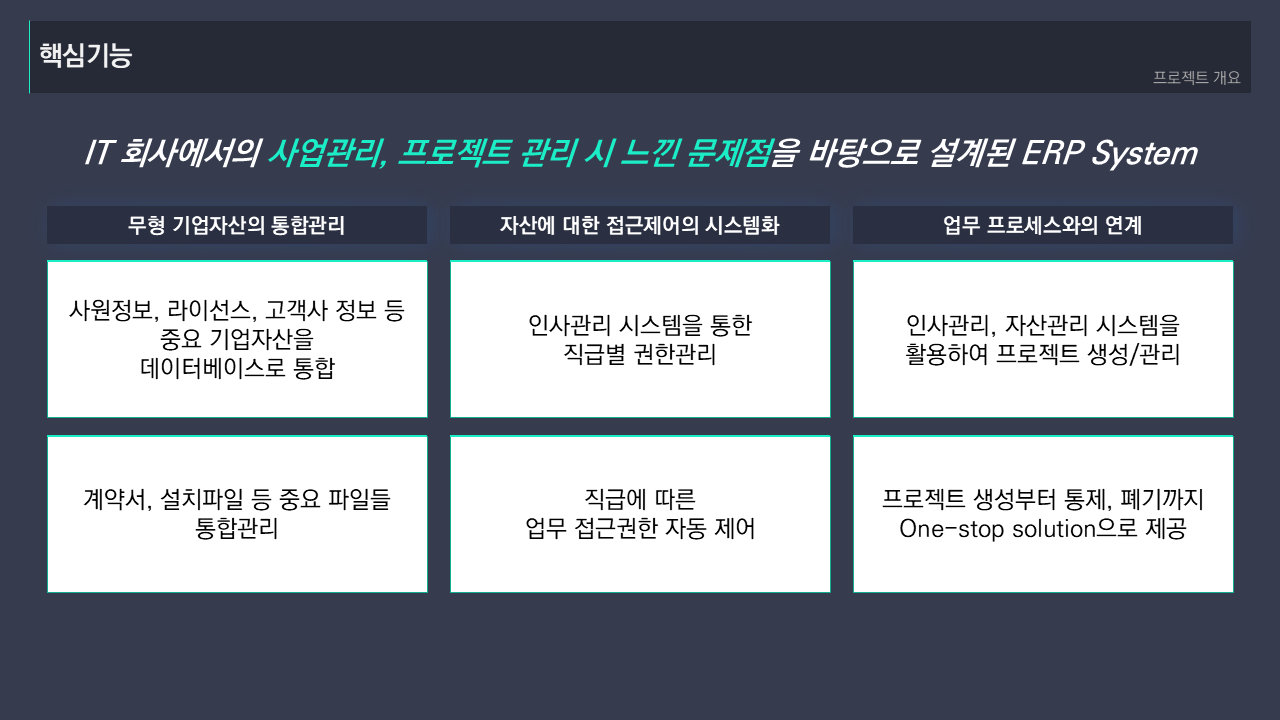 핵심기능
프로젝트 개요
IT 회사에서의 사업관리, 프로젝트 관리 시 느낀 문제점을 바탕으로 설계된 ERP System
무형 기업자산의 통합관리
자산에 대한 접근제어의 시스템화
업무 프로세스와의 연계
사원정보, 라이선스, 고객사 정보 등
중요 기업자산을
데이터베이스로 통합
인사관리 시스템을 통한
직급별 권한관리
인사관리, 자산관리 시스템을
활용하여 프로젝트 생성/관리
계약서, 설치파일 등 중요 파일들
통합관리
직급에 따른
업무 접근권한 자동 제어
프로젝트 생성부터 통제, 폐기까지
One-stop solution으로 제공